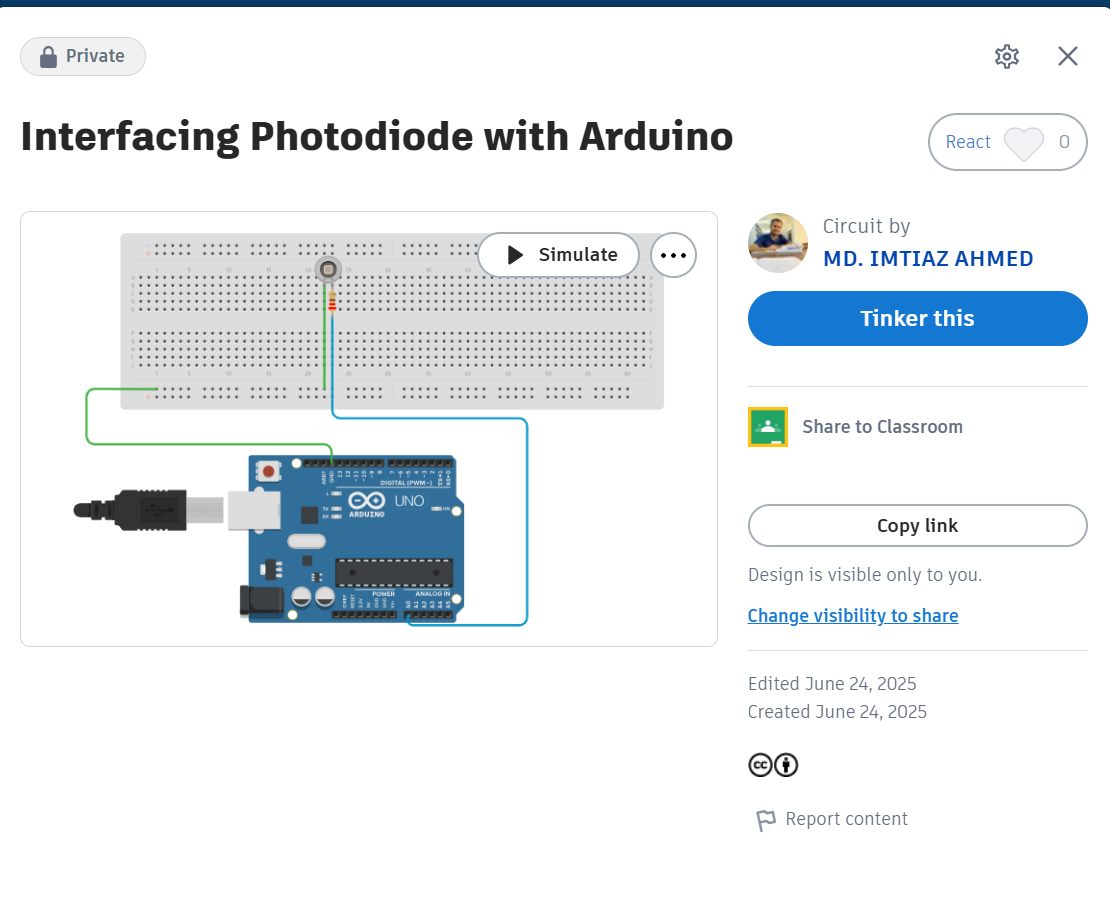 Private
Interfacing Photodiode with Arduino
React 0
Simulate
Circuit by
MD. IMTIAZ AHMED
Tinker this
Share to Classroom
DIGITAL (PWM ~)
UNO
ARDUINO
POWER ANALOG IN
Copy link
Design is visible only to you.
Change visibility to share
Edited June 24, 2025
Created June 24, 2025
cc
Report content